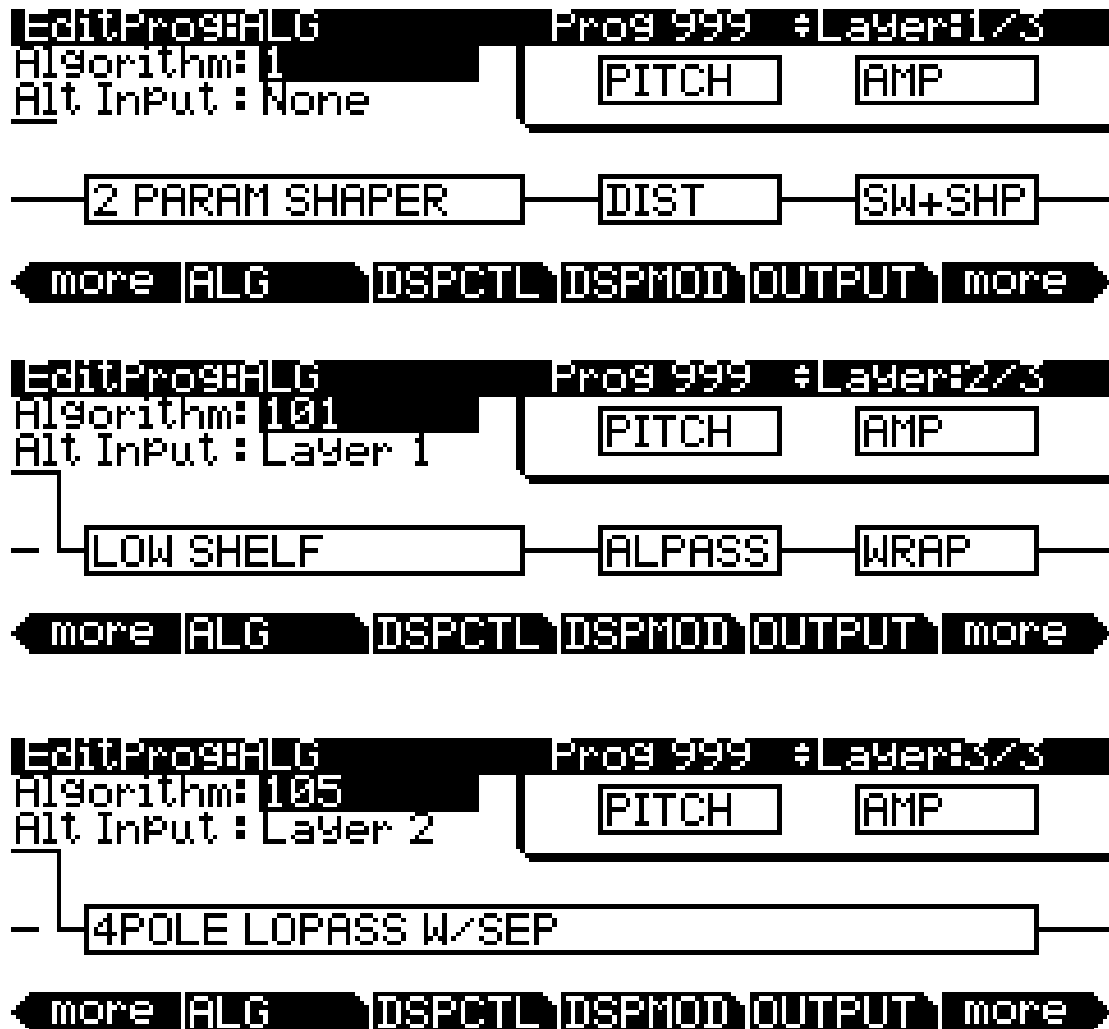 EditProg:ALG Prog 999 Layer:1/3
Algorithm:1 PITCH AMP
Alt Input:None
2 PARAM SHAPER DIST SW+SHP
more ALG DSPCTL DSPMOD OUTPUT more
EditProg:ALG Prog 999 Layer:2/3
Algorithm:101 PITCH AMP
Alt Input:Layer 1
LOW SHELF ALPASS WRAP
more ALG DSPCTL DSPMOD OUTPUT more
EditProg:ALG Prog 999 Layer:3/3
Algorithm:105 PITCH AMP
Alt Input:Layer 2
4POLE LOPASS W/SEP
more ALG DSPCTL DSPMOD OUTPUT more